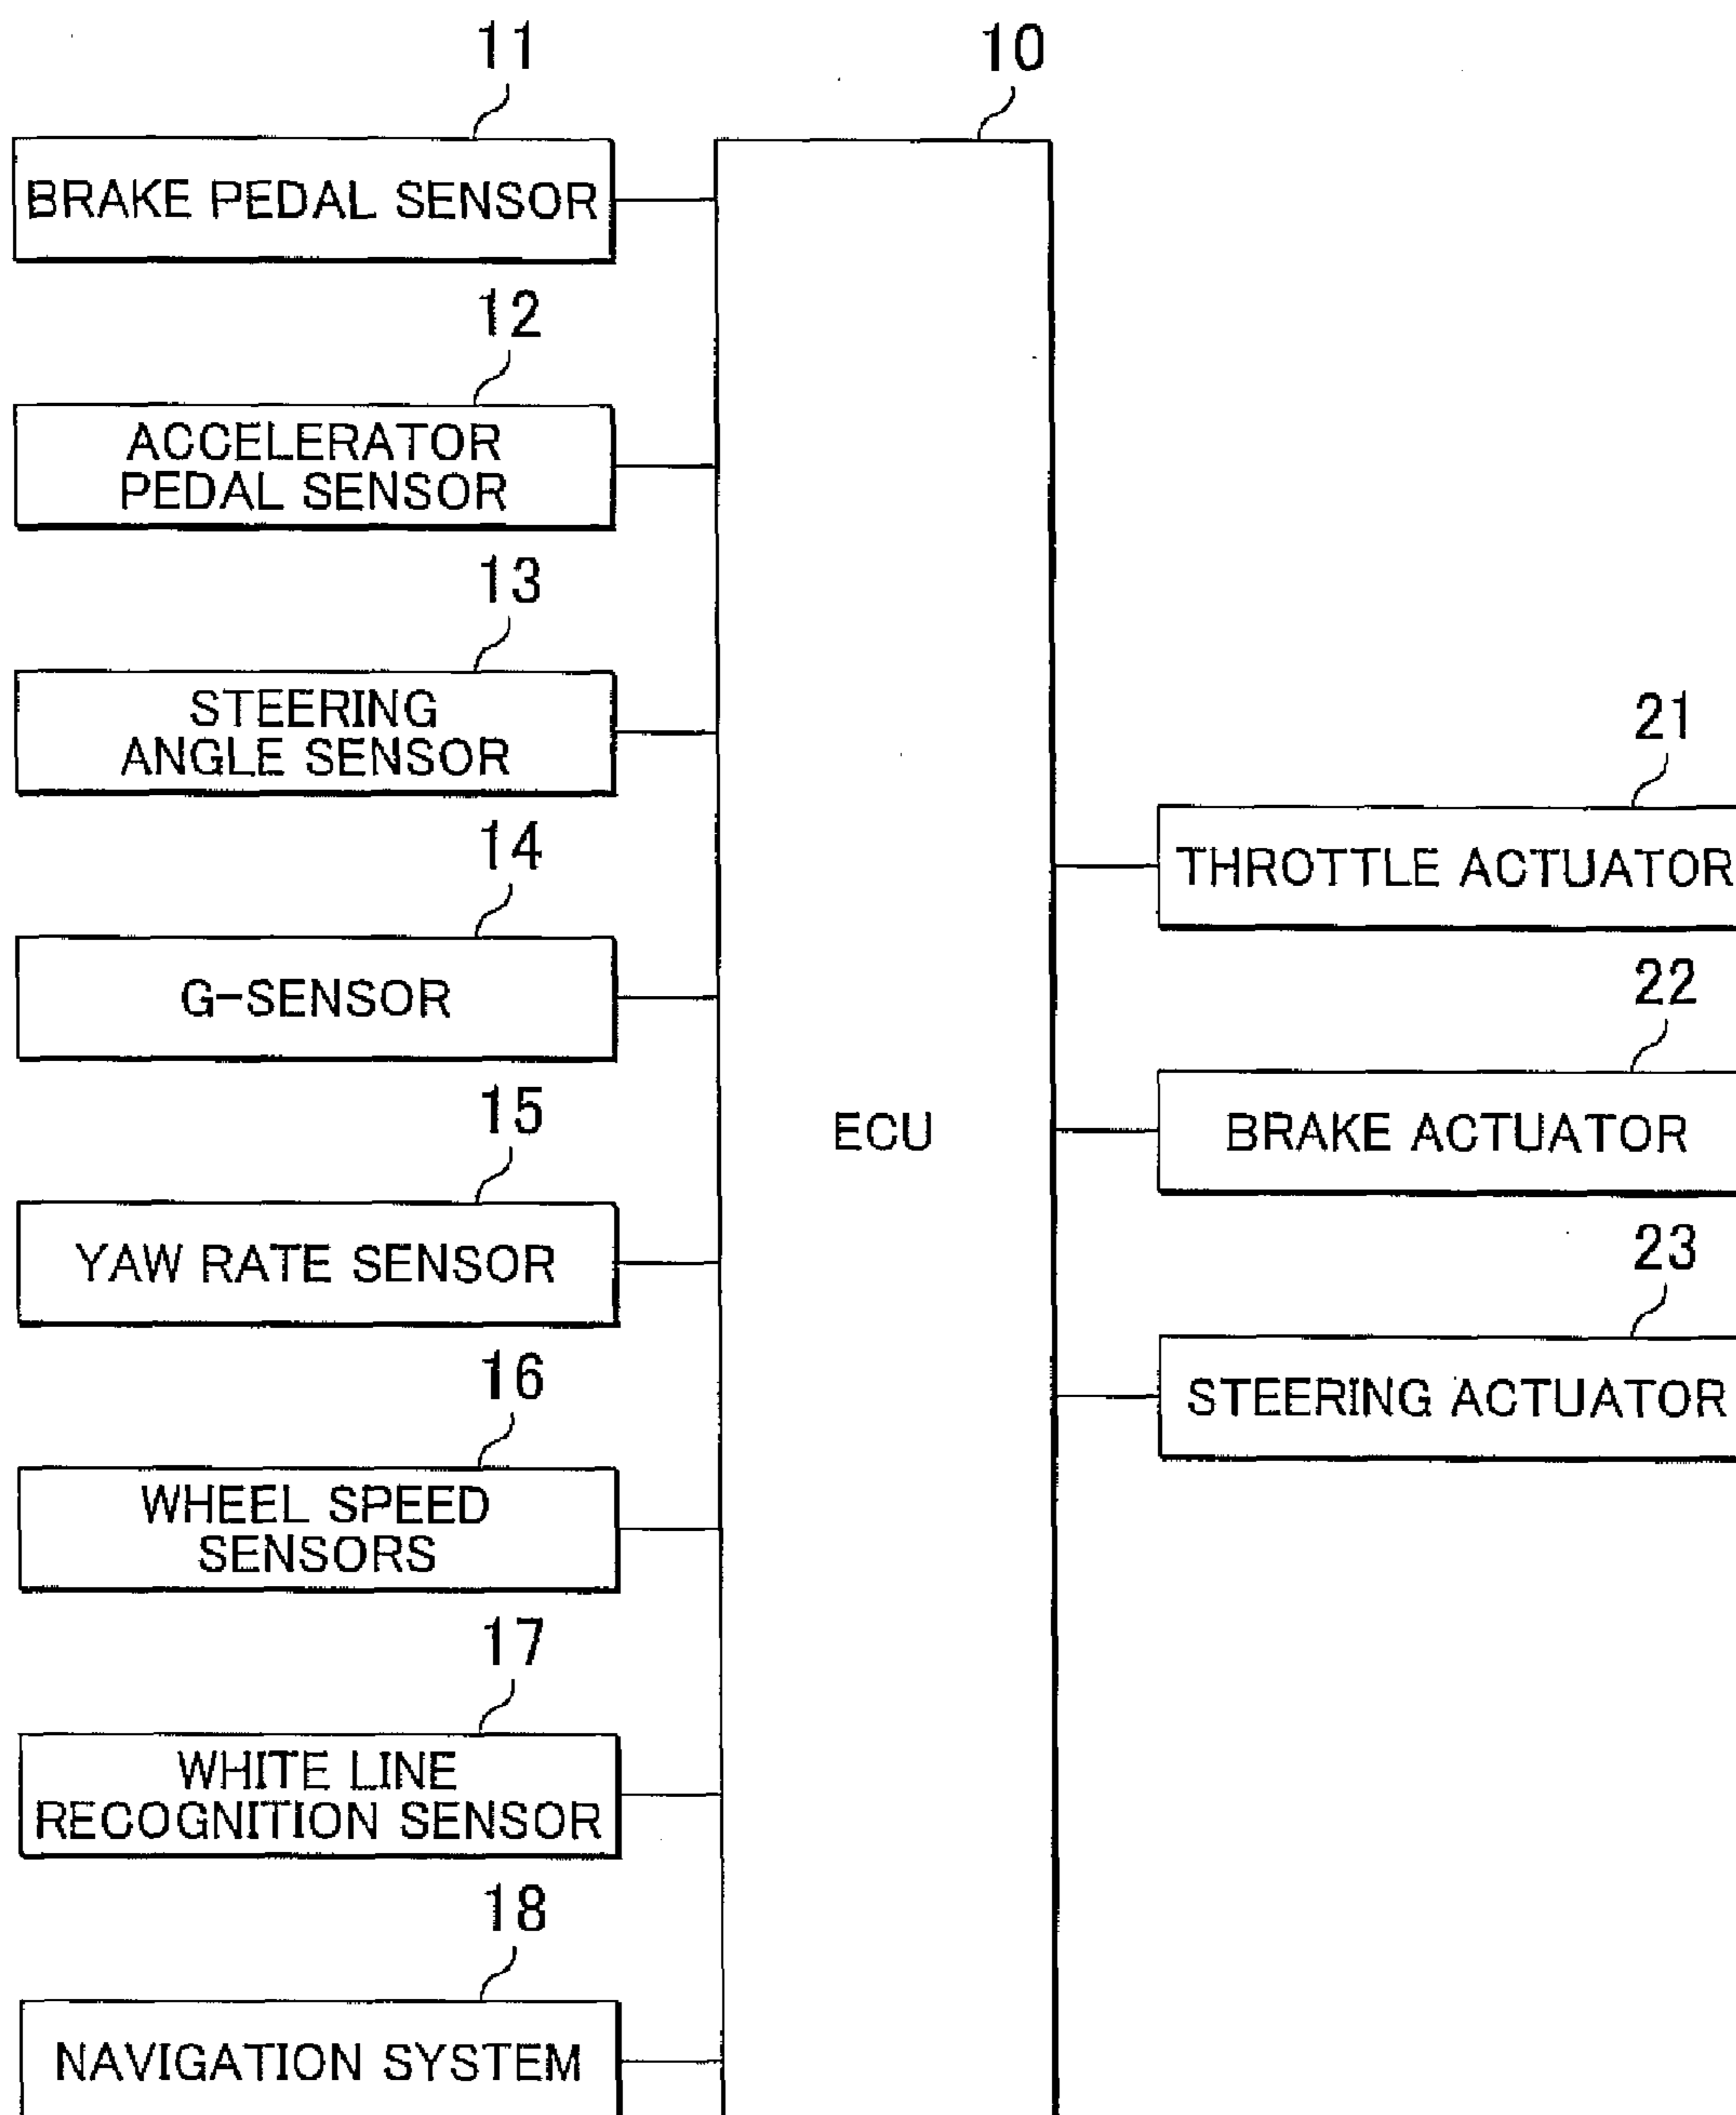 11
BRAKE PEDAL SENSOR
12
ACCELERATOR
PEDAL SENSOR
13
STEERING
ANGLE SENSOR
14
G-SENSOR
15
YAW RATE SENSOR
16
WHEEL SPEED
SENSORS
17
WHITE LINE
RECOGNITION SENSOR
18
NAVIGATION SYSTEM
10
ECU
21
THROTTLE ACTUATOR
22
BRAKE ACTUATOR
23
STEERING ACTUATOR